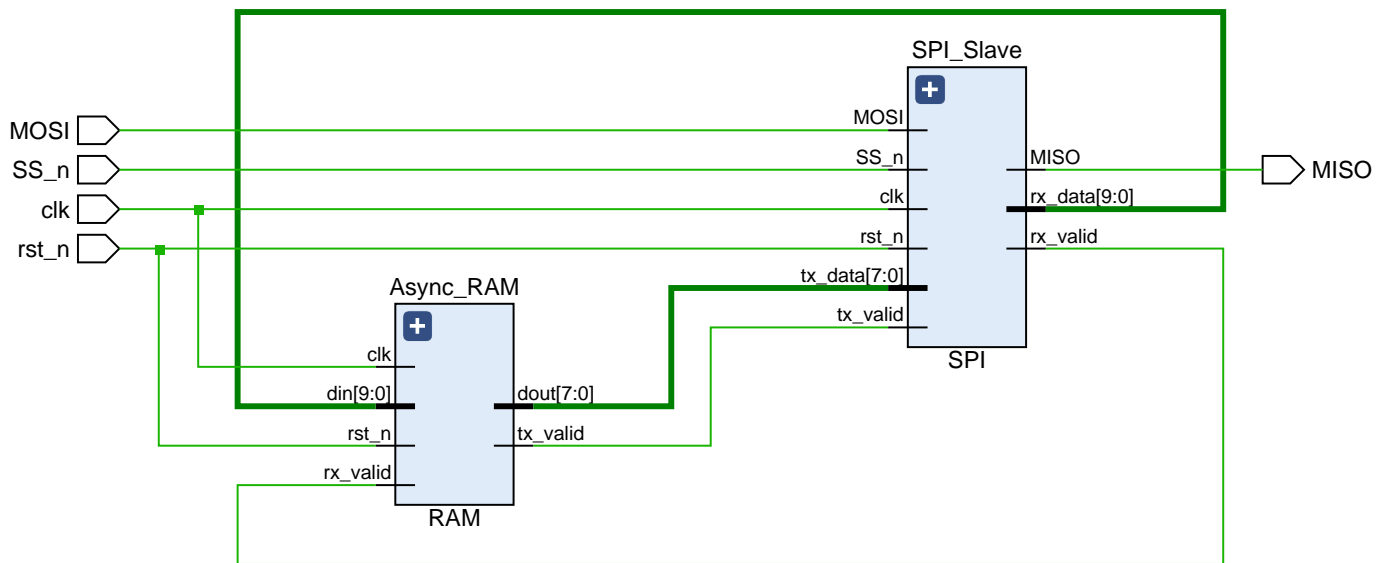 SPI_Slave
MOSI
SS_n
clk
rst_n
MOSI
SS_n
clk
rst_n
tx_data[7:0]
tx_valid
MISO
rx_data[9:0]
rx_valid
SPI
MISO
Async_RAM
clk
din[9:0]
rst_n
rx_valid
dout[7:0]
tx_valid
RAM